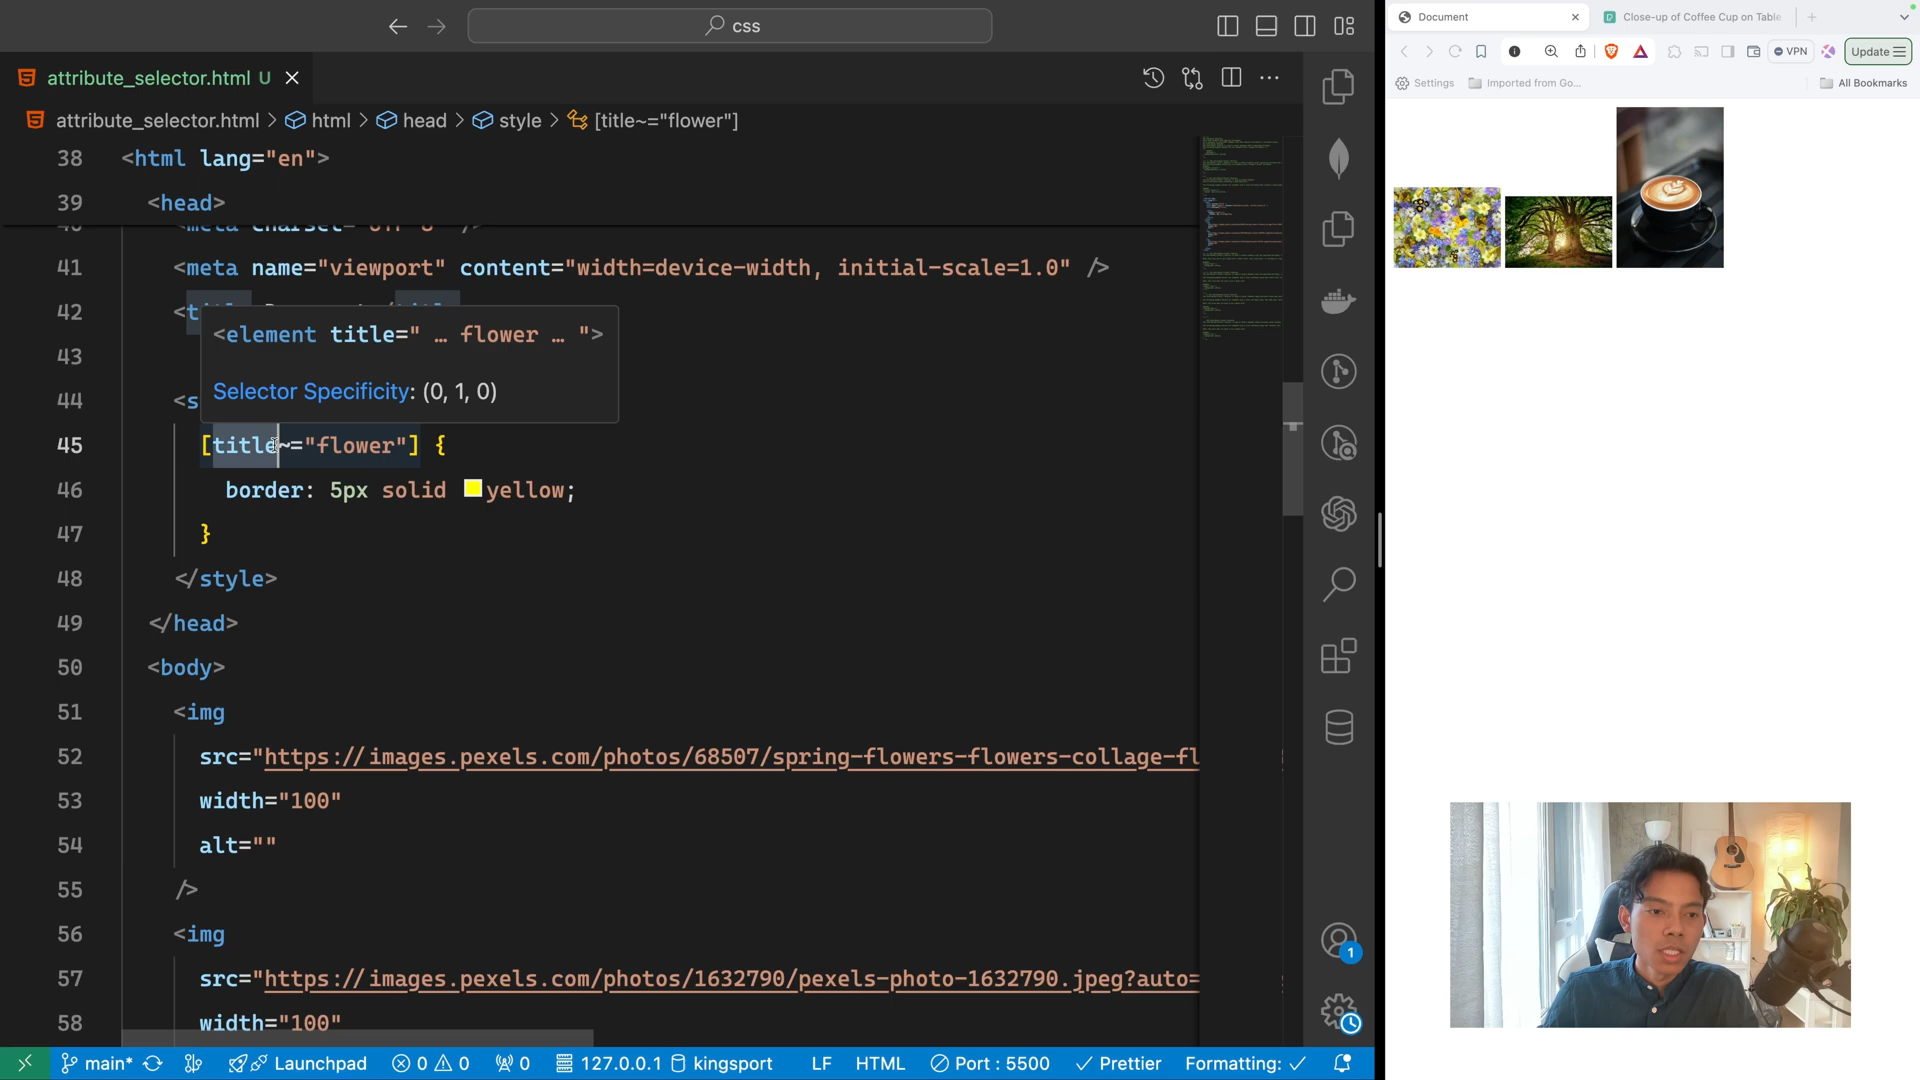 css
attribute_selector.html U
attribute_selector.html > html > head > style > [title~="flower"]
38 <html lang="en">
39 <head>
41 <meta name="viewport" content="width=device-width, initial-scale=1.0" />
42
<element title=" … flower … ">
43
Selector Specificity: (0, 1, 0)
44 <s
45 [title~="flower"] {
46 border: 5px solid yellow;
47 }
48 </style>
49 </head>
50 <body>
51 <img
52 src="https://images.pexels.com/photos/68507/spring-flowers-flowers-collage-fl
53 width="100"
54 alt=""
55 />
56 <img
57 src="https://images.pexels.com/photos/1632790/pexels-photo-1632790.jpeg?auto=
58 width="100"
1
main* Launchpad 0 0 0 127.0.0.1 kingsport LF HTML Port : 5500 Prettier Formatting:
Document
Close-up of Coffee Cup on Table
VPN
Update
Settings
Imported from Go...
All Bookmarks